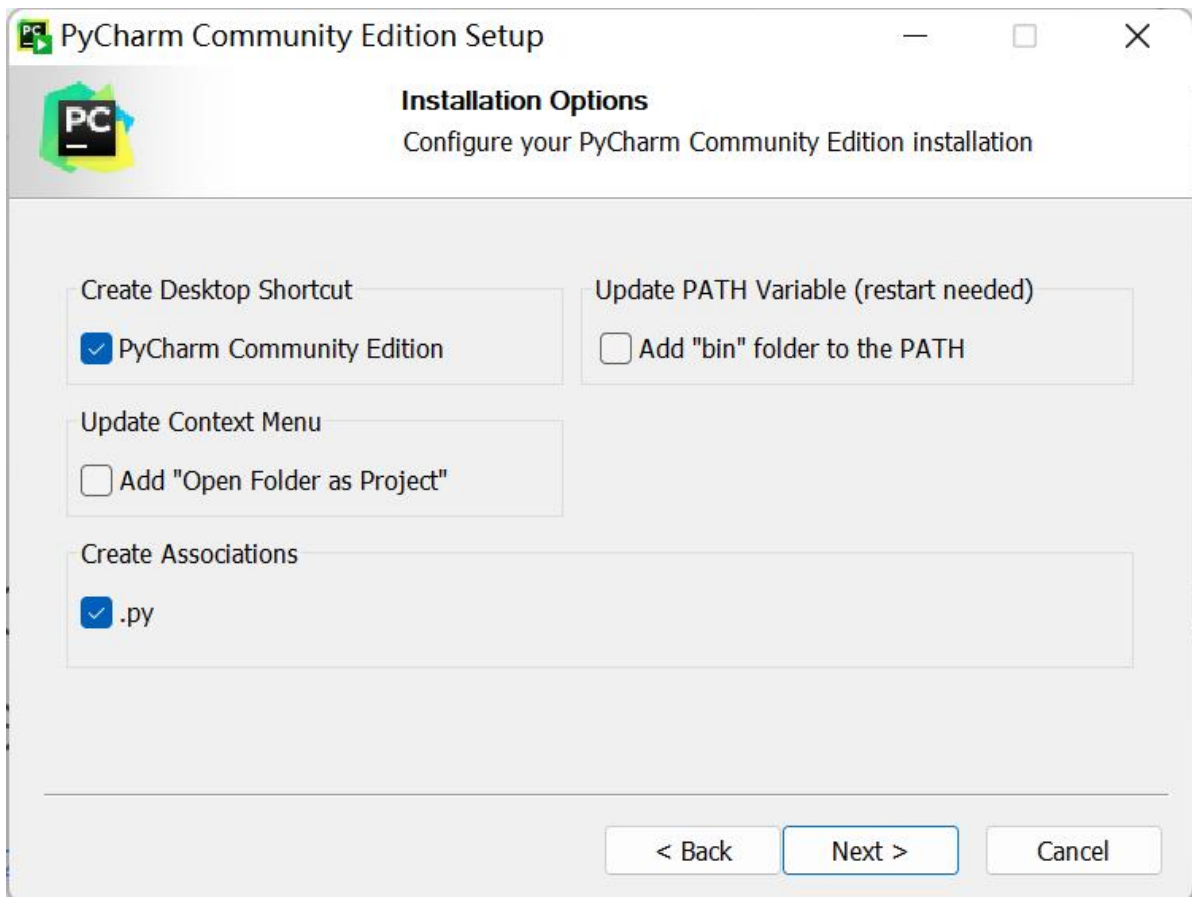 PyCharm Community Edition Setup
PC
Installation Options
Configure your PyCharm Community Edition installation
Create Desktop Shortcut
PyCharm Community Edition
Update PATH Variable (restart needed)
Add "bin" folder to the PATH
Update Context Menu
Add "Open Folder as Project"
Create Associations
.py
< Back
Next >
Cancel